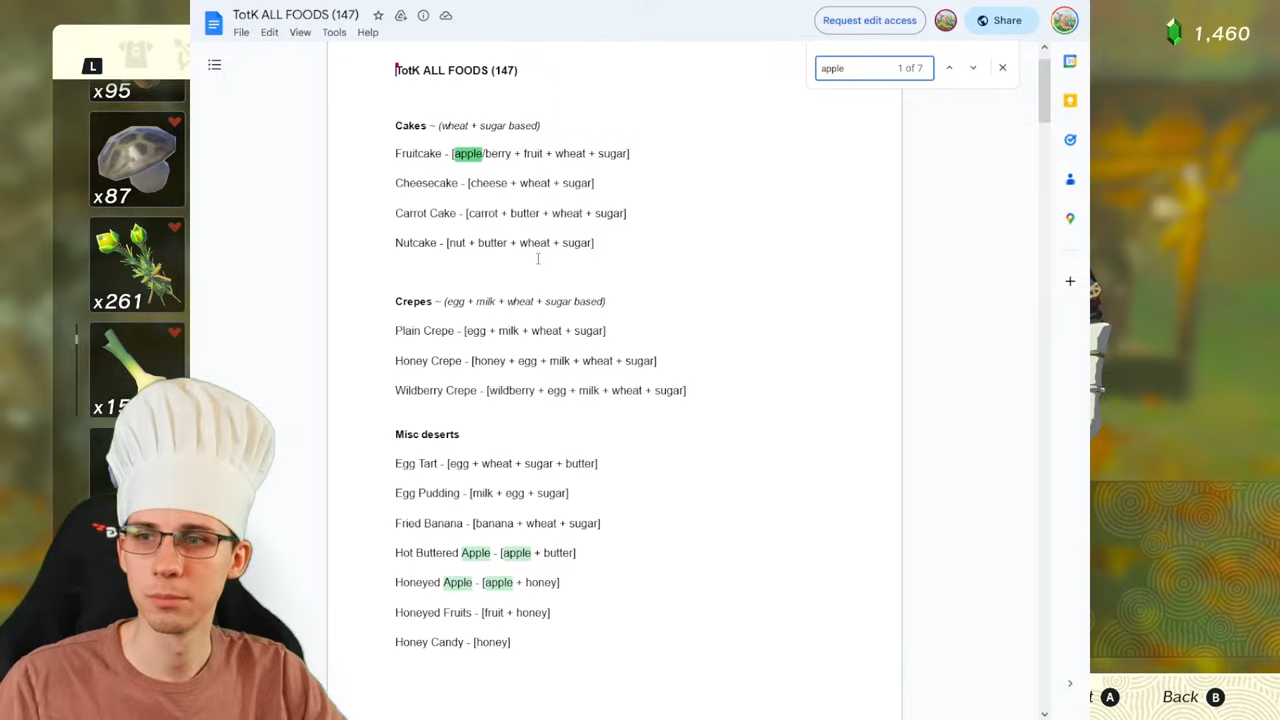 TotK ALL FOODS (147)
File Edit View Tools Help
Request edit access
Share
1,460
L
apple 1 of 7
x95
x87
x261
x15
TotK ALL FOODS (147)
Cakes ~ (wheat + sugar based)
Fruitcake - [apple/berry + fruit + wheat + sugar]
Cheesecake - [cheese + wheat + sugar]
Carrot Cake - [carrot + butter + wheat + sugar]
Nutcake - [nut + butter + wheat + sugar]
Crepes ~ (egg + milk + wheat + sugar based)
Plain Crepe - [egg + milk + wheat + sugar]
Honey Crepe - [honey + egg + milk + wheat + sugar]
Wildberry Crepe - [wildberry + egg + milk + wheat + sugar]
Misc deserts
Egg Tart - [egg + wheat + sugar + butter]
Egg Pudding - [milk + egg + sugar]
Fried Banana - [banana + wheat + sugar]
Hot Buttered Apple - [apple + butter]
Honeyed Apple - [apple + honey]
Honeyed Fruits - [fruit + honey]
Honey Candy - [honey]
A Back B